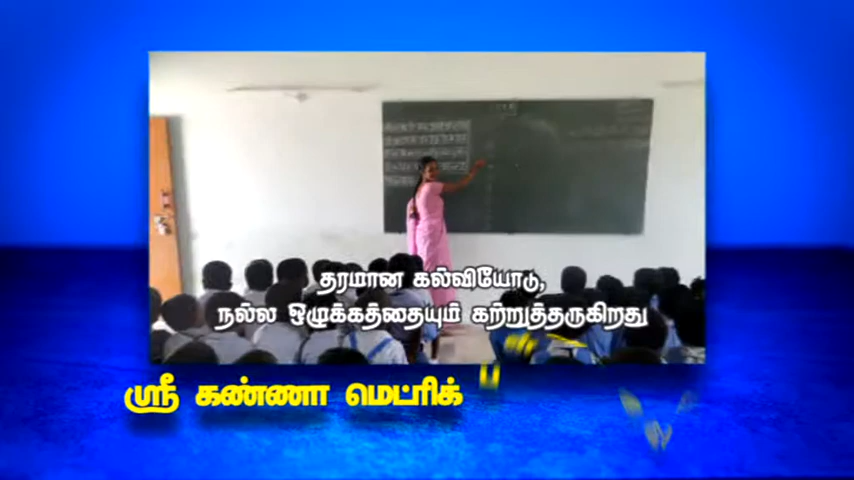 தரமான கல்வியோடு,
நல்ல ஒழுக்கத்தையும் கற்றுத்தருகிறது
ஸ்ரீ கண்ணா மெட்ரிக்